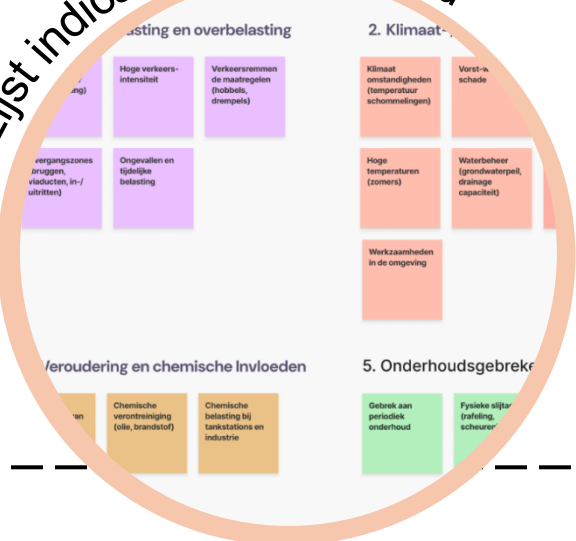 lijst
asting en overbelasting
2. Klimaat-
ng)
Hoge verkeers-
intensiteit
Verkeersremmen
de maatregelen
(hobbels,
drempels)
Klimaat
omstandigheden
(temperatuur
schommelingen)
Vorst-
schade
vergangszones
bruggen,
viaducten, in-/
uitritten)
Ongevallen en
tijdelijke
belasting
Hoge
temperaturen
(zomers)
Waterbeheer
(grondwaterpeil,
drainage
capaciteit)
Werkzaamheden
in de omgeving
Veroudering en chemische Invloeden
5. Onderhoudsgebreke
an
Chemische
verontreiniging
(olie, brandstof)
Chemische
belasting bij
tankstations en
industrie
Gebrek aan
periodiek
onderhoud
Fysieke slijta
(rafeling,
scheuren